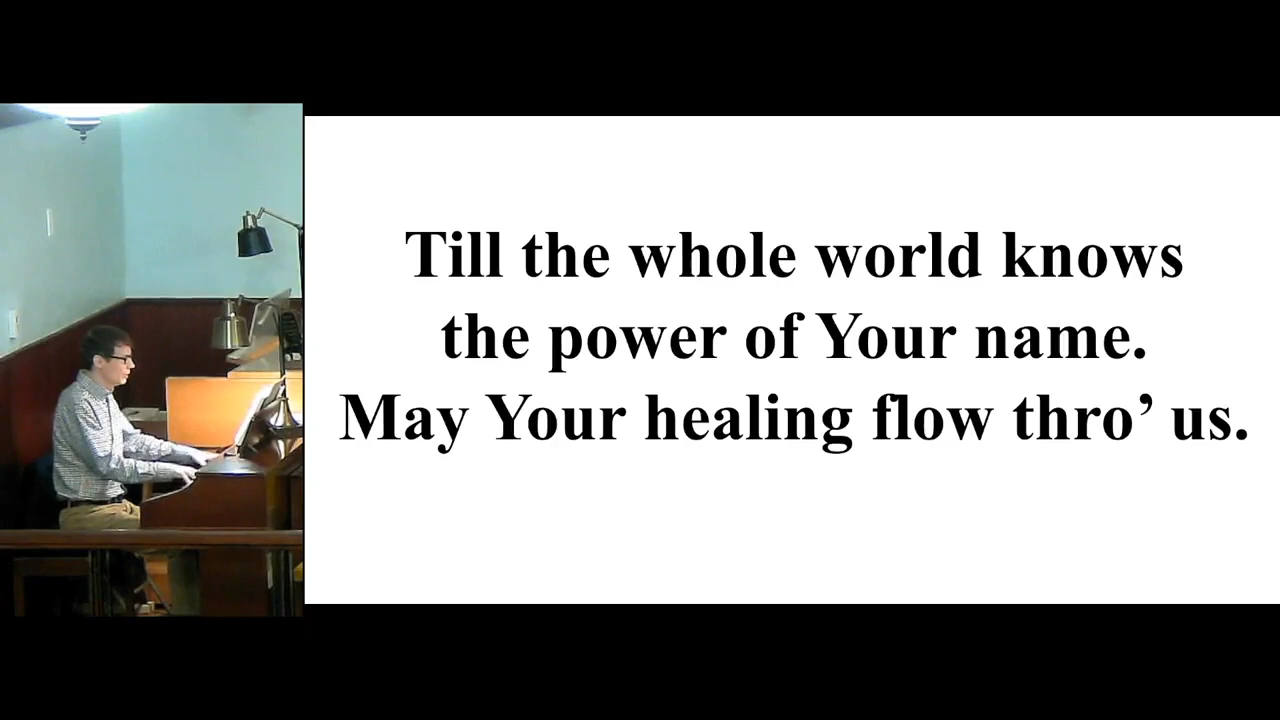 Till the whole world knows
the power of Your name.
May Your healing flow thro’ us.